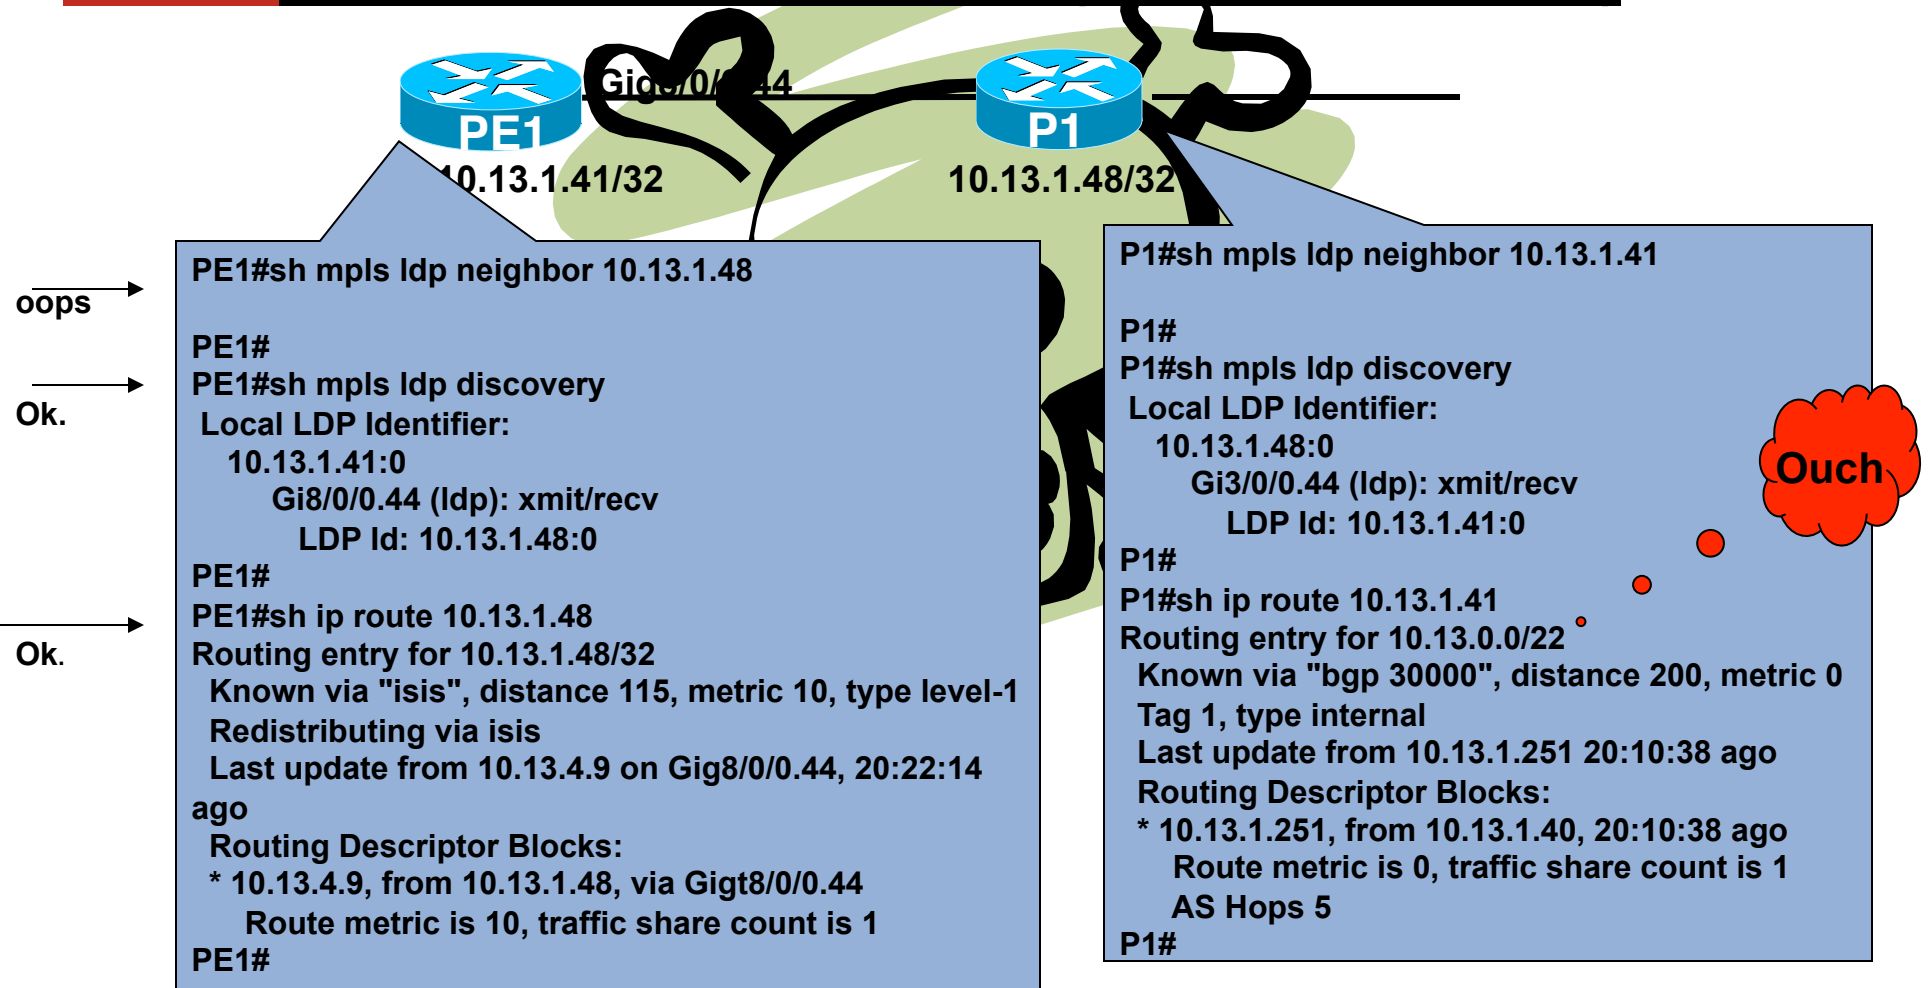 Gig8/0/0.44
PE1
P1
10.13.1.41/32
10.13.1.48/32
oops
Ok.
Ok.
PE1#sh mpls ldp neighbor 10.13.1.48
PE1#
PE1#sh mpls ldp discovery
Local LDP Identifier:
10.13.1.41:0
Gi8/0/0.44 (ldp): xmit/recv
LDP Id: 10.13.1.48:0
PE1#
PE1#sh ip route 10.13.1.48
Routing entry for 10.13.1.48/32
Known via "isis", distance 115, metric 10, type level-1
Redistributing via isis
Last update from 10.13.4.9 on Gig8/0/0.44, 20:22:14
ago
Routing Descriptor Blocks:
* 10.13.4.9, from 10.13.1.48, via Gigt8/0/0.44
Route metric is 10, traffic share count is 1
PE1#
P1#sh mpls ldp neighbor 10.13.1.41
P1#
P1#sh mpls ldp discovery
Local LDP Identifier:
10.13.1.48:0
Gi3/0/0.44 (ldp): xmit/recv
LDP Id: 10.13.1.41:0
P1#
P1#sh ip route 10.13.1.41
Routing entry for 10.13.0.0/22
Known via "bgp 30000", distance 200, metric 0
Tag 1, type internal
Last update from 10.13.1.251 20:10:38 ago
Routing Descriptor Blocks:
* 10.13.1.251, from 10.13.1.40, 20:10:38 ago
Route metric is 0, traffic share count is 1
AS Hops 5
P1#
Ouch